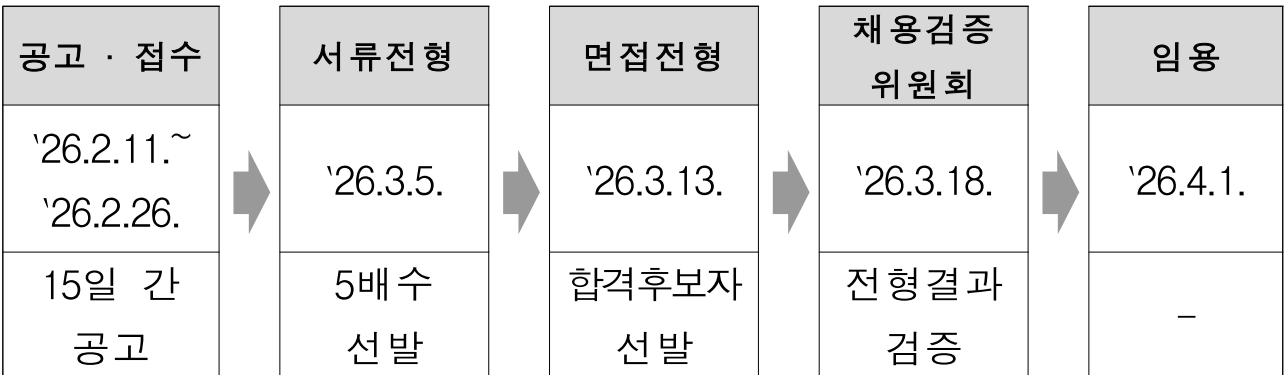 공고 · 접수
‵26.2.11.~
‵26.2.26.
15일 간
공고
서류전형
‵26.3.5.
5배수
선발
면접전형
‵26.3.13.
합격후보자
선발
채용검증
위원회
‵26.3.18.
전형결과
검증
임용
‵26.4.1.
–